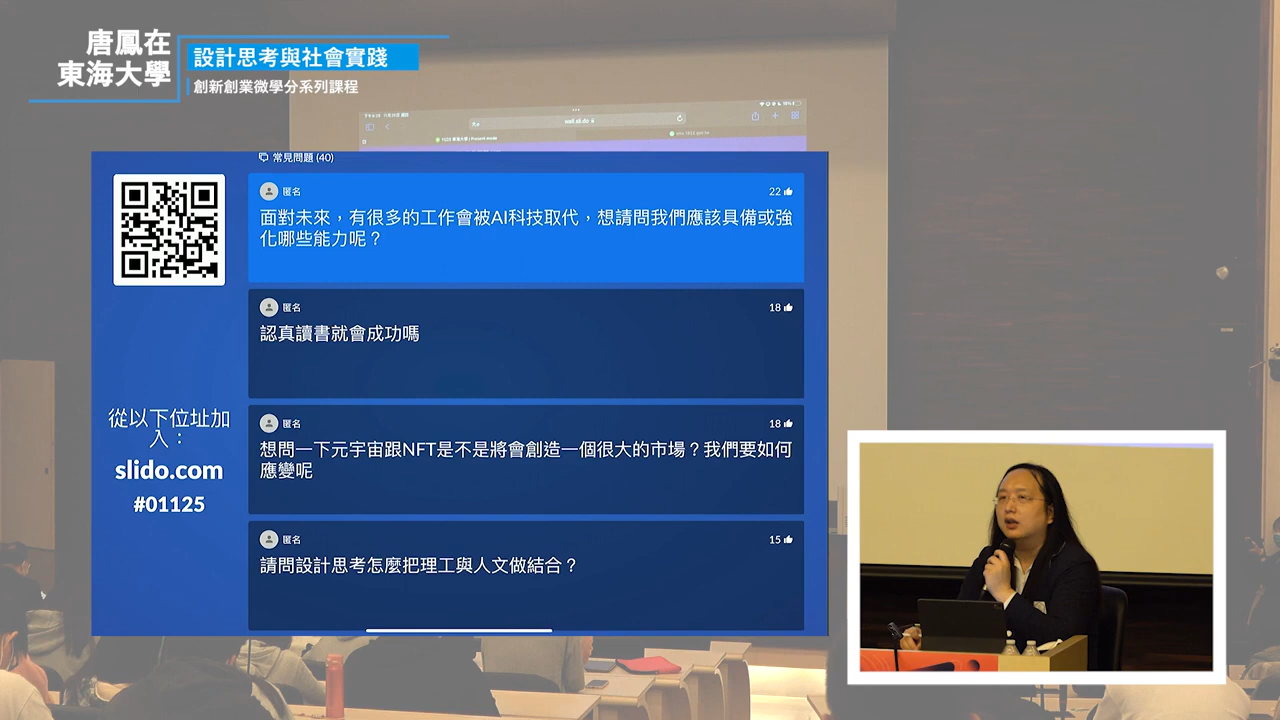 唐鳳在
東海大學
設計思考與社會實踐
創新創業微學分系列課程
wall.sli.do
常見問題 (40)
匿名
22
面對未來，有很多的工作會被AI科技取代，想請問我們應該具備或強
化哪些能力呢？
匿名
18
認真讀書就會成功嗎
匿名
18
想問一下元宇宙跟NFT是不是將會創造一個很大的市場？我們要如何
應變呢
匿名
15
請問設計思考怎麼把理工與人文做結合？
從以下位址加
入：
slido.com
#01125